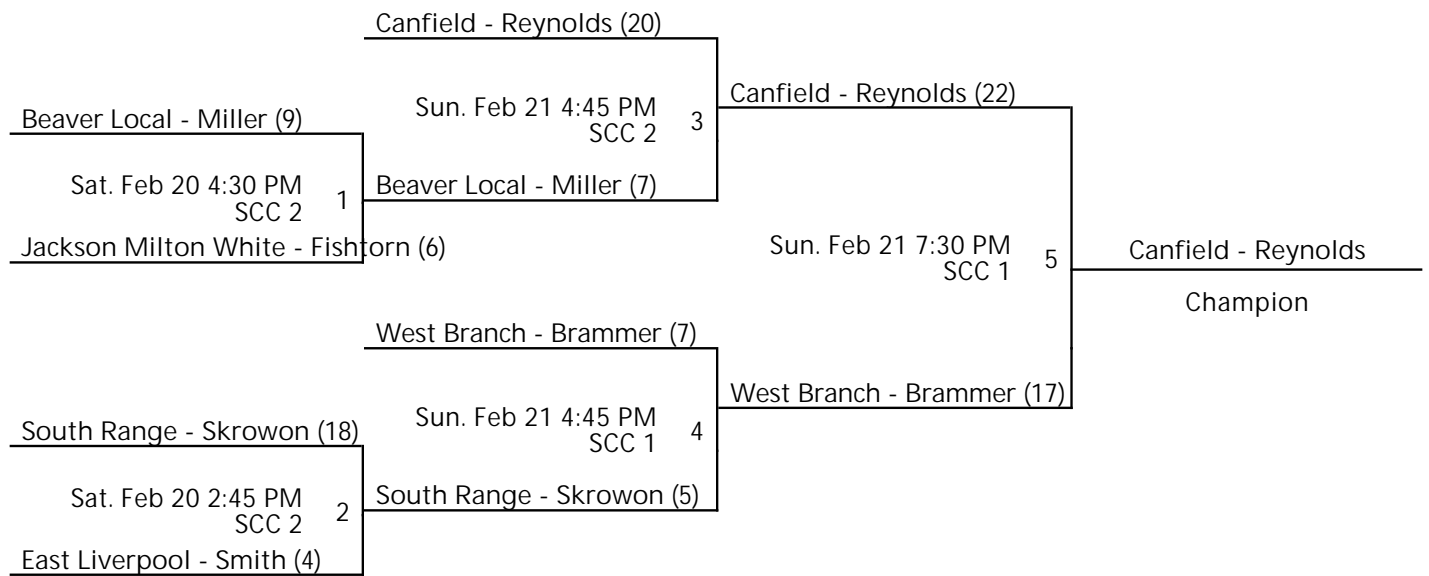 Canfield - Reynolds (20)
Canfield - Reynolds (22)
Sun. Feb 21 4:45 PM
SCC 2
3
Beaver Local - Miller (9)
Sat. Feb 20 4:30 PM
SCC 2
1
Beaver Local - Miller (7)
Jackson Milton White - Fishtorn (6)
Sun. Feb 21 7:30 PM
SCC 1
5
Canfield - Reynolds
Champion
West Branch - Brammer (7)
West Branch - Brammer (17)
Sun. Feb 21 4:45 PM
SCC 1
4
South Range - Skrowon (18)
Sat. Feb 20 2:45 PM
SCC 2
2
South Range - Skrowon (5)
East Liverpool - Smith (4)